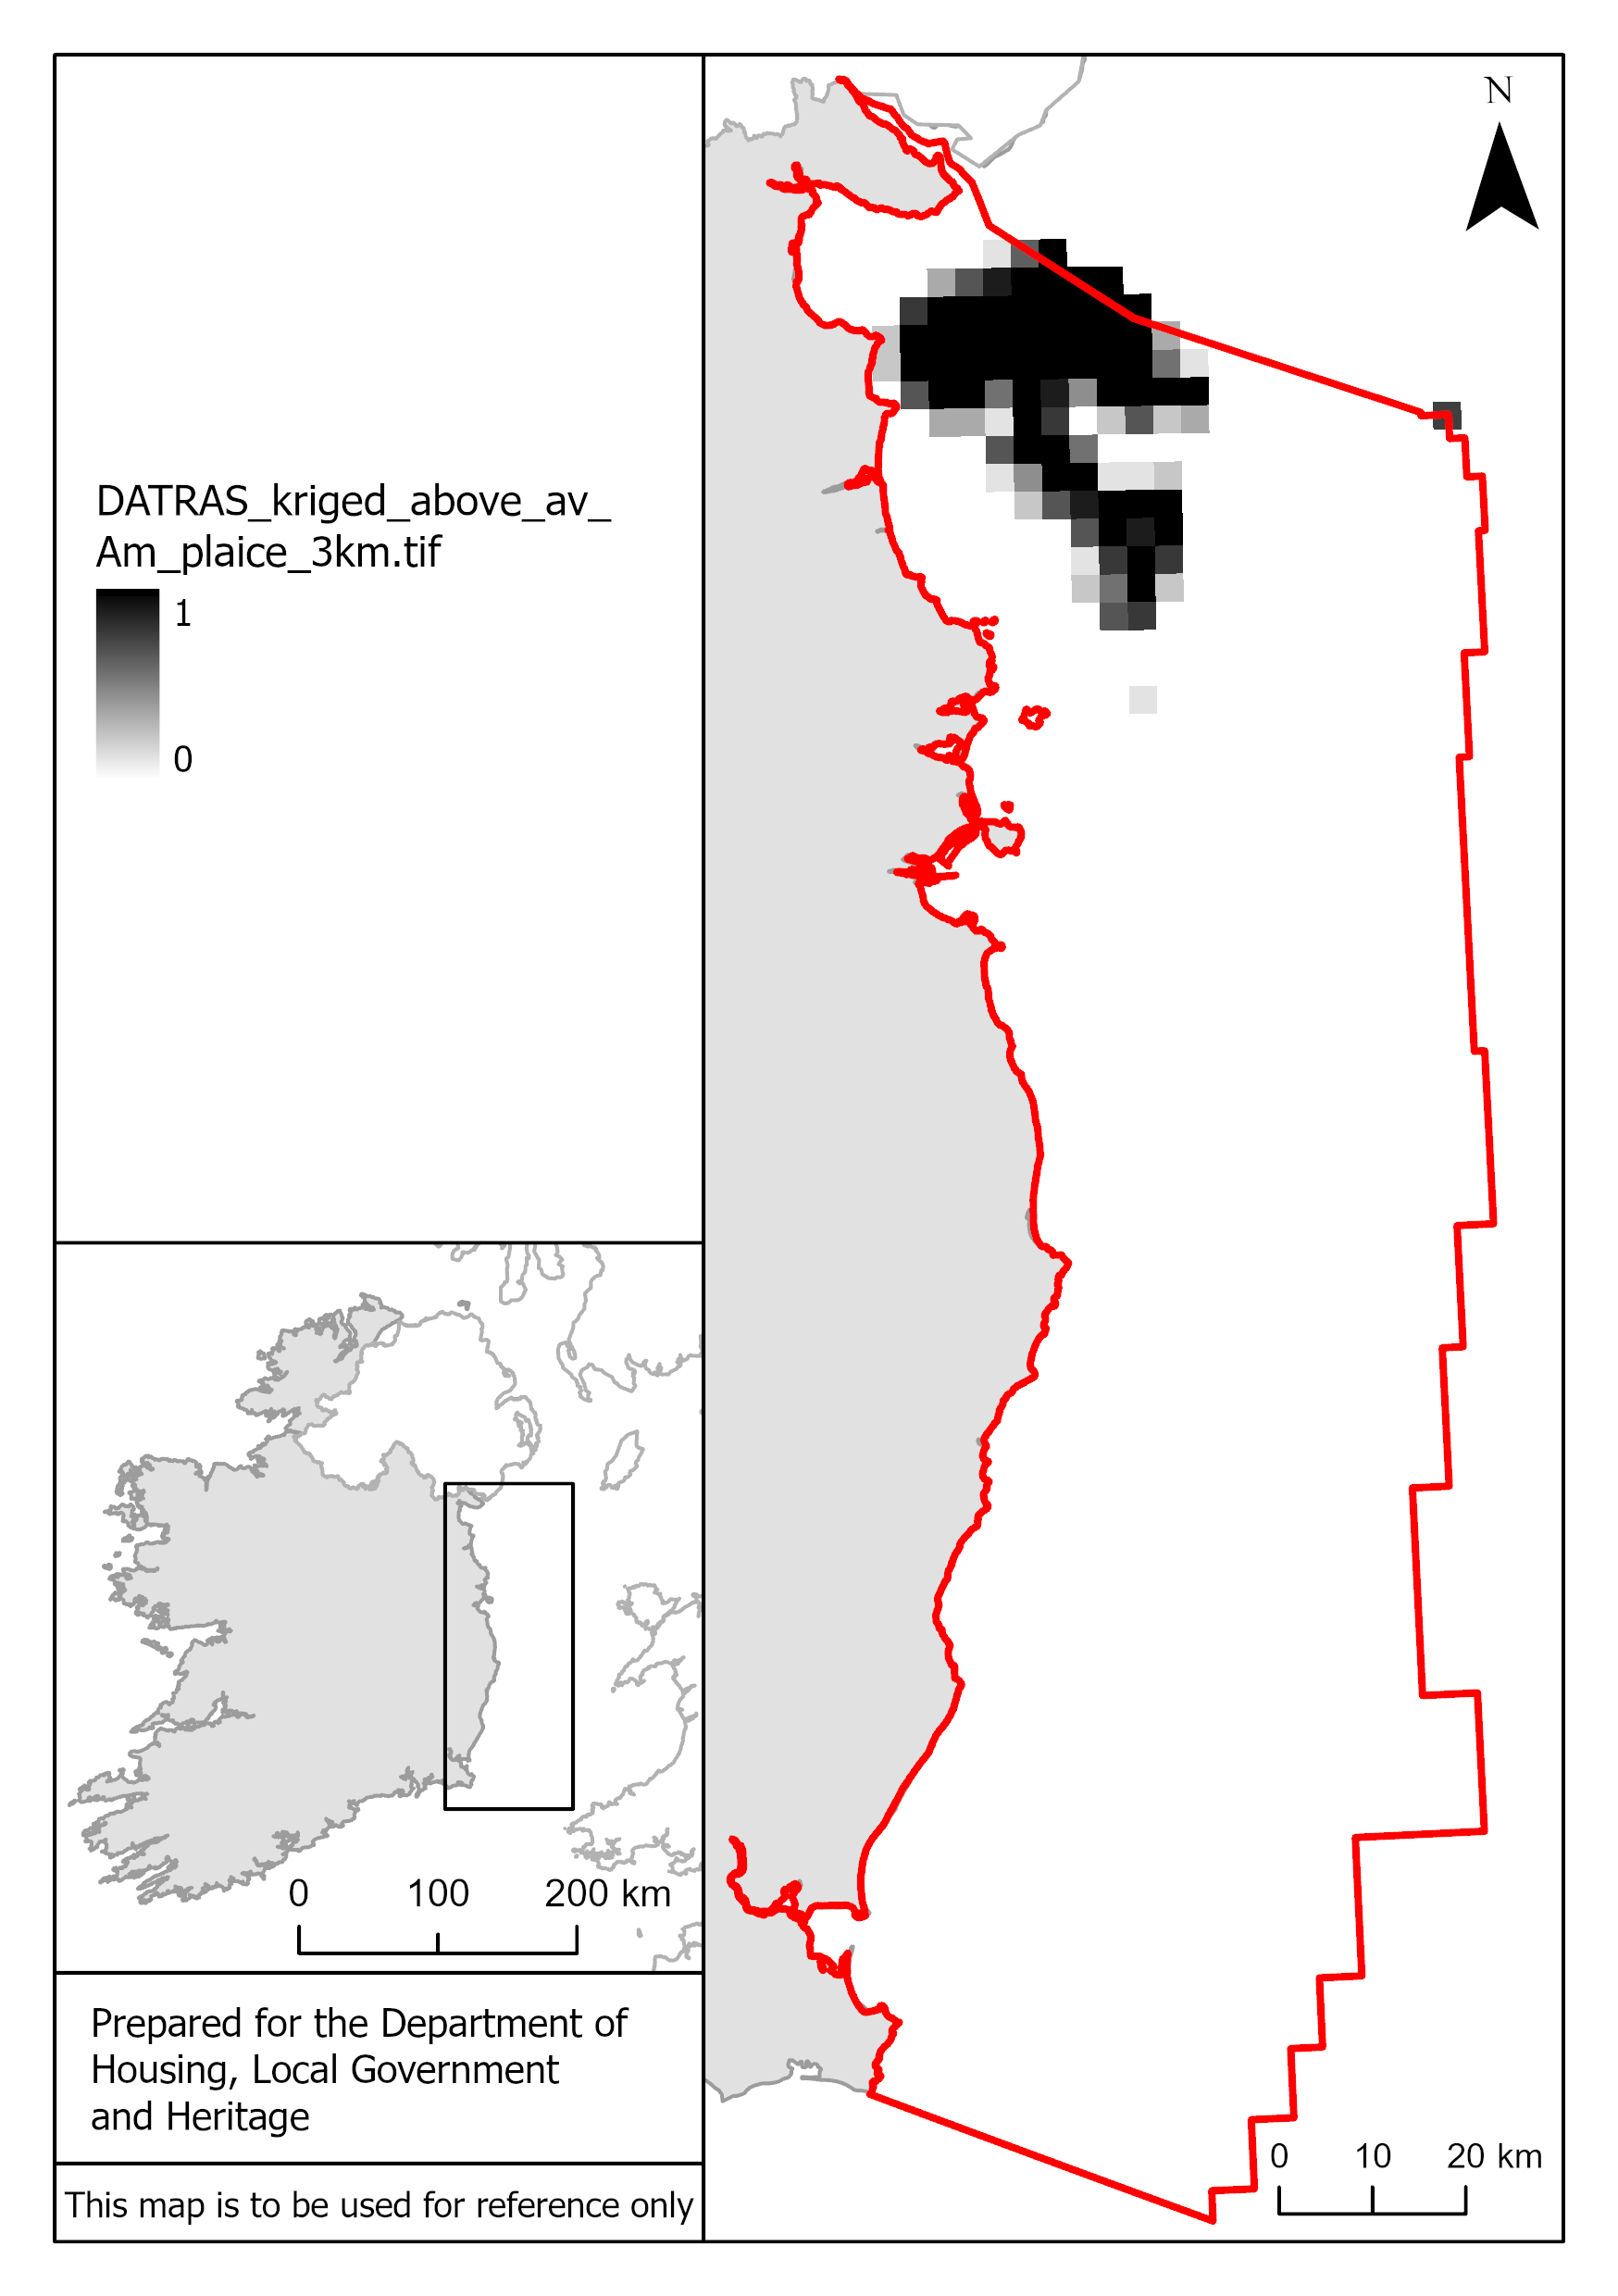 DATRAS_kriged_above_av_
Am_plaice_3km.tif
1
0
0 100 200 km
Prepared for the Department of
Housing, Local Government
and Heritage
This map is to be used for reference only
N
0 10 20 km